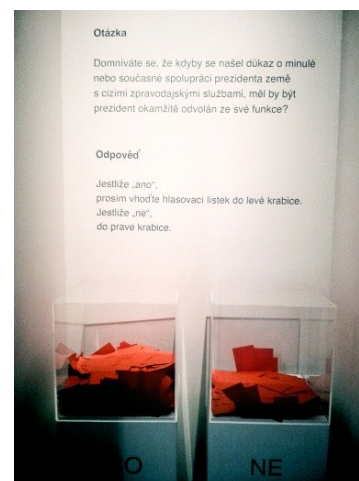 Otázka
Domníváte se, že kdyby se našel důkaz o minulé
nebo současné spolupráci prezidenta země
s cizími zpravodajskými službami, měl by být
prezident okamžitě odvolán ze své funkce?
Odpověď
Jestliže „ano“,
prosím vhoďte hlasovací lístek do levé krabice.
Jestliže „ne“,
do prave krabice.
O
NE